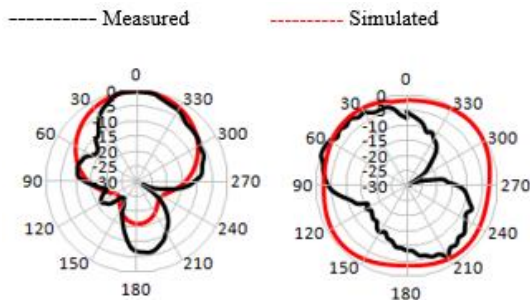 ---------- Measured -------- Simulated
0 0
30 0 330 30 0 330
-5 -5
60 -10 300 60 -10 300
-15 -15
-20 -20
-25 -25
90 -30 270 90 -30 270
120 240 120 240
150 210 150 210
180 180